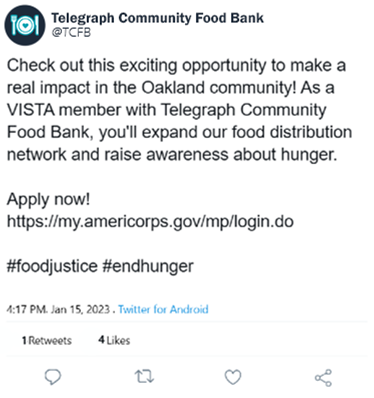 Telegraph Community Food Bank
@TCFB
Check out this exciting opportunity to make a
real impact in the Oakland community! As a
VISTA member with Telegraph Community
Food Bank, you'll expand our food distribution
network and raise awareness about hunger.
Apply now!
https://my.americorps.gov/mp/login.do
#foodjustice #endhunger
4:17 PM. Jan 15, 2023 . Twitter for Android
1 Retweets 4 Likes